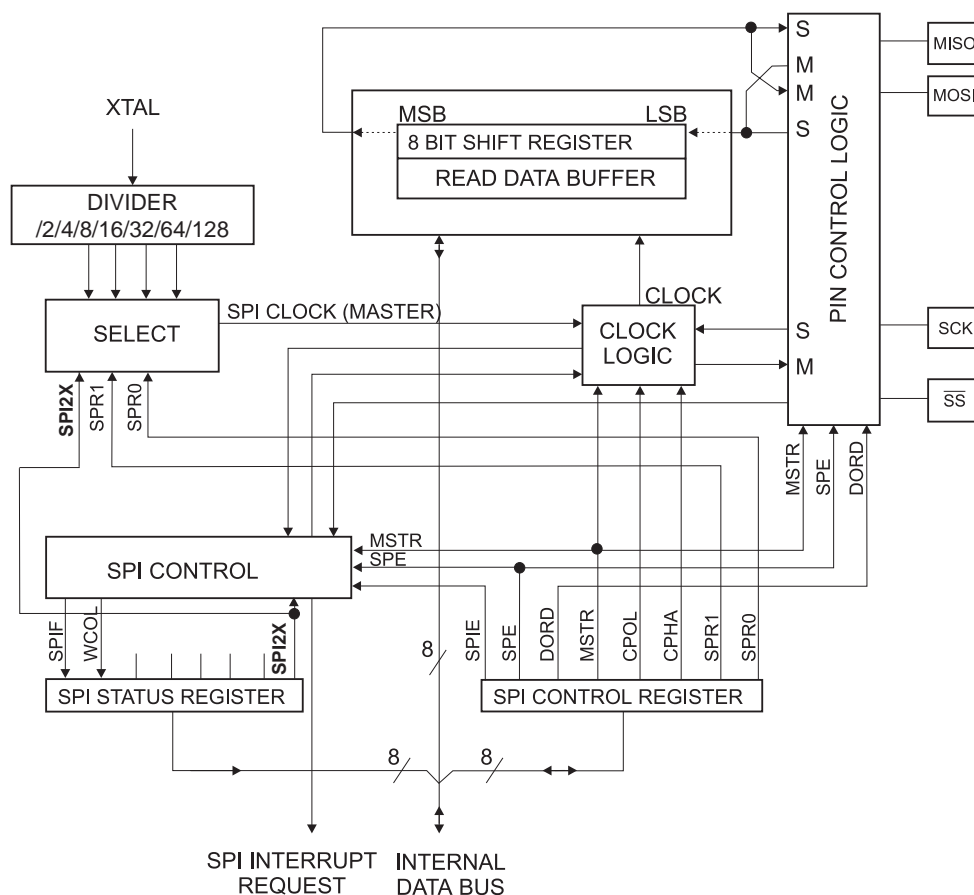 S
M
M
S
MISO
MOSI
XTAL
MSB
LSB
8 BIT SHIFT REGISTER
READ DATA BUFFER
DIVIDER
/2/4/8/16/32/64/128
PIN CONTROL LOGIC
SPI CLOCK (MASTER)
CLOCK
SELECT
CLOCK
LOGIC
S
M
SCK
SS
SPI2X
SPR1
SPR0
MSTR
SPE
DORD
MSTR
SPE
SPI CONTROL
SPIF
WCOL
SPI2X
SPIE
SPE
DORD
MSTR
CPOL
CPHA
SPR1
SPR0
8
SPI STATUS REGISTER
SPI CONTROL REGISTER
8
8
SPI INTERRUPT
REQUEST
INTERNAL
DATA BUS